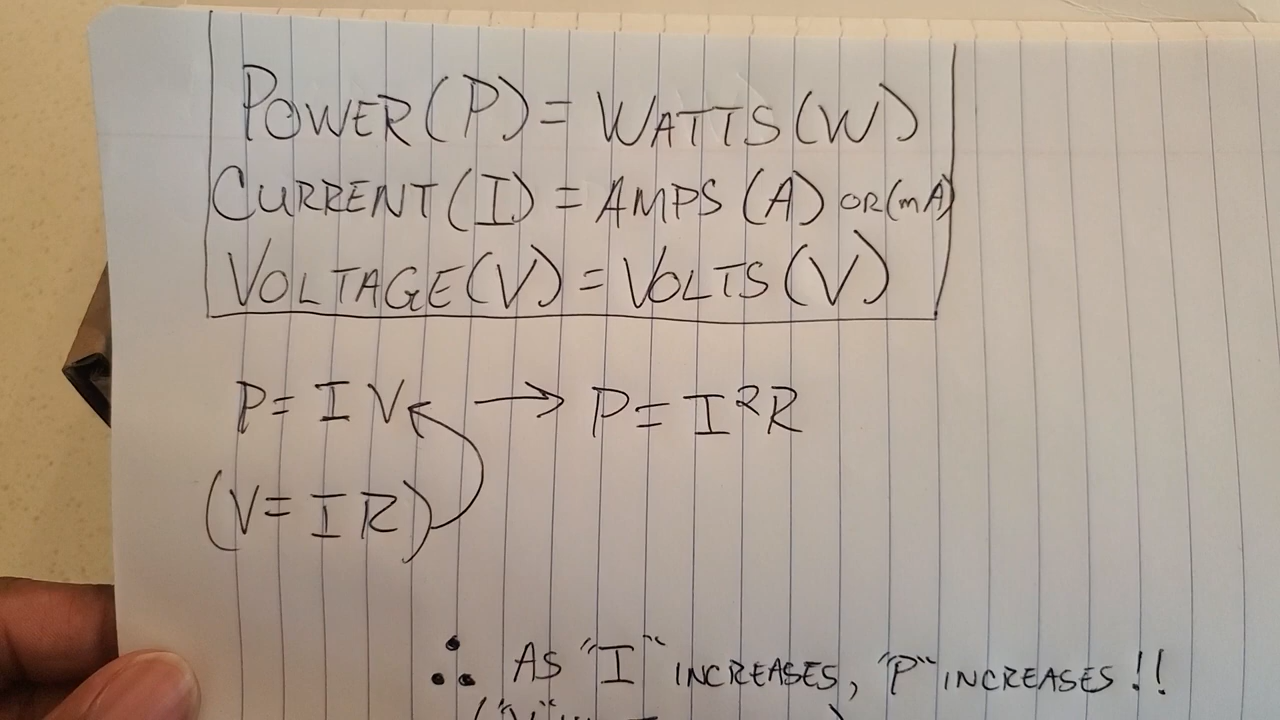 POWER(P) = WATTS(W)
CURRENT(I) = AMPS (A) OR(mA)
VOLTAGE(V) = VOLTS(V)
P= I V → P= I²R
(V= I R)
∴ AS "I" INCREASES, "P" INCREASES!!